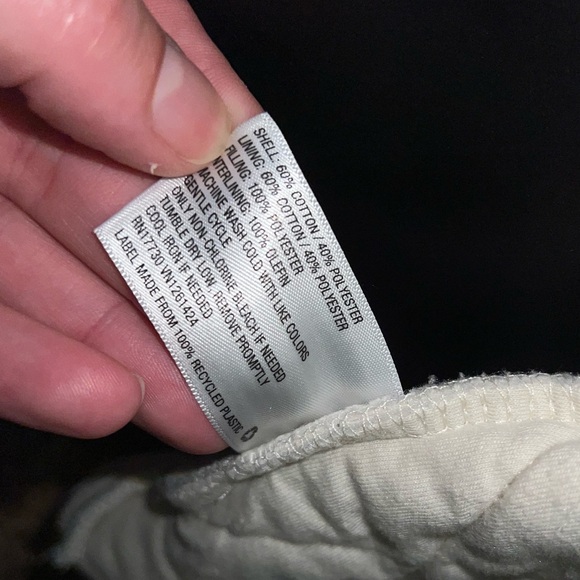 SHELL: 60% COTTON / 40% POLYESTER
LINING: 60% COTTON / 40% POLYESTER
FILLING: 100% POLYESTER
INTERLINING: 100% OLEFIN
MACHINE WASH COLD WITH LIKE COLORS
GENTLE CYCLE
ONLY NON-CHLORINE BLEACH IF NEEDED
TUMBLE DRY LOW. REMOVE PROMPTLY
COOL IRON IF NEEDED
RN17730 VN1261424
LABEL MADE FROM 100% RECYCLED PLASTIC